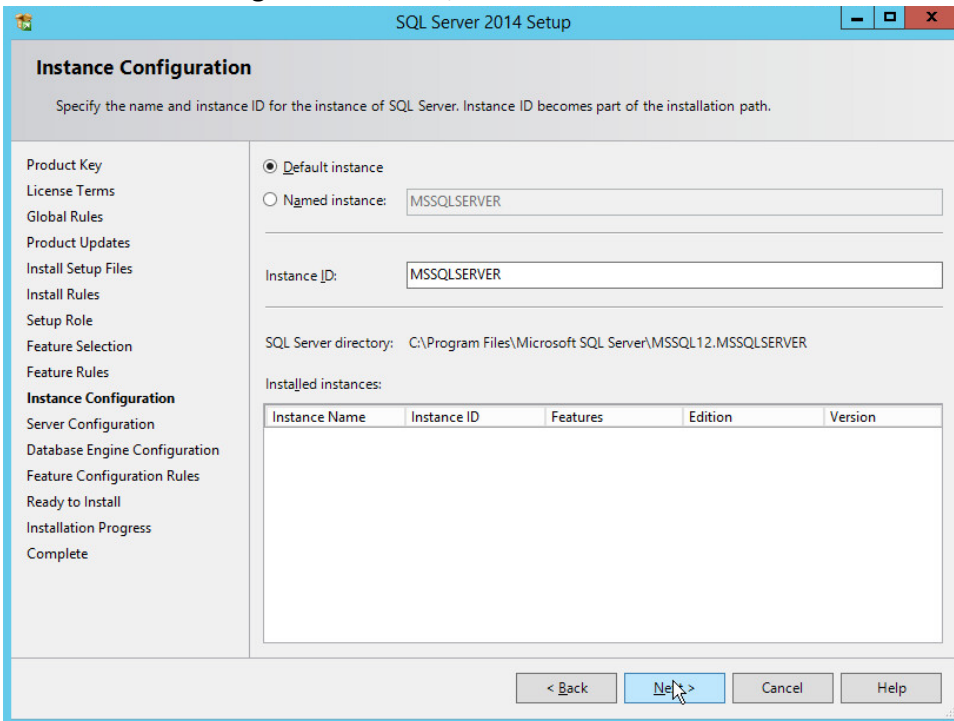 SQL Server 2014 Setup
Instance Configuration
Specify the name and instance ID for the instance of SQL Server. Instance ID becomes part of the installation path.
Product Key
License Terms
Global Rules
Product Updates
Install Setup Files
Install Rules
Setup Role
Feature Selection
Feature Rules
Instance Configuration
Server Configuration
Database Engine Configuration
Feature Configuration Rules
Ready to Install
Installation Progress
Complete
Default instance
Named instance: MSSQLSERVER
Instance ID: MSSQLSERVER
SQL Server directory: C:\Program Files\Microsoft SQL Server\MSSQL12.MSSQLSERVER
Installed instances:
Instance Name Instance ID Features Edition Version
< Back Next > Cancel Help